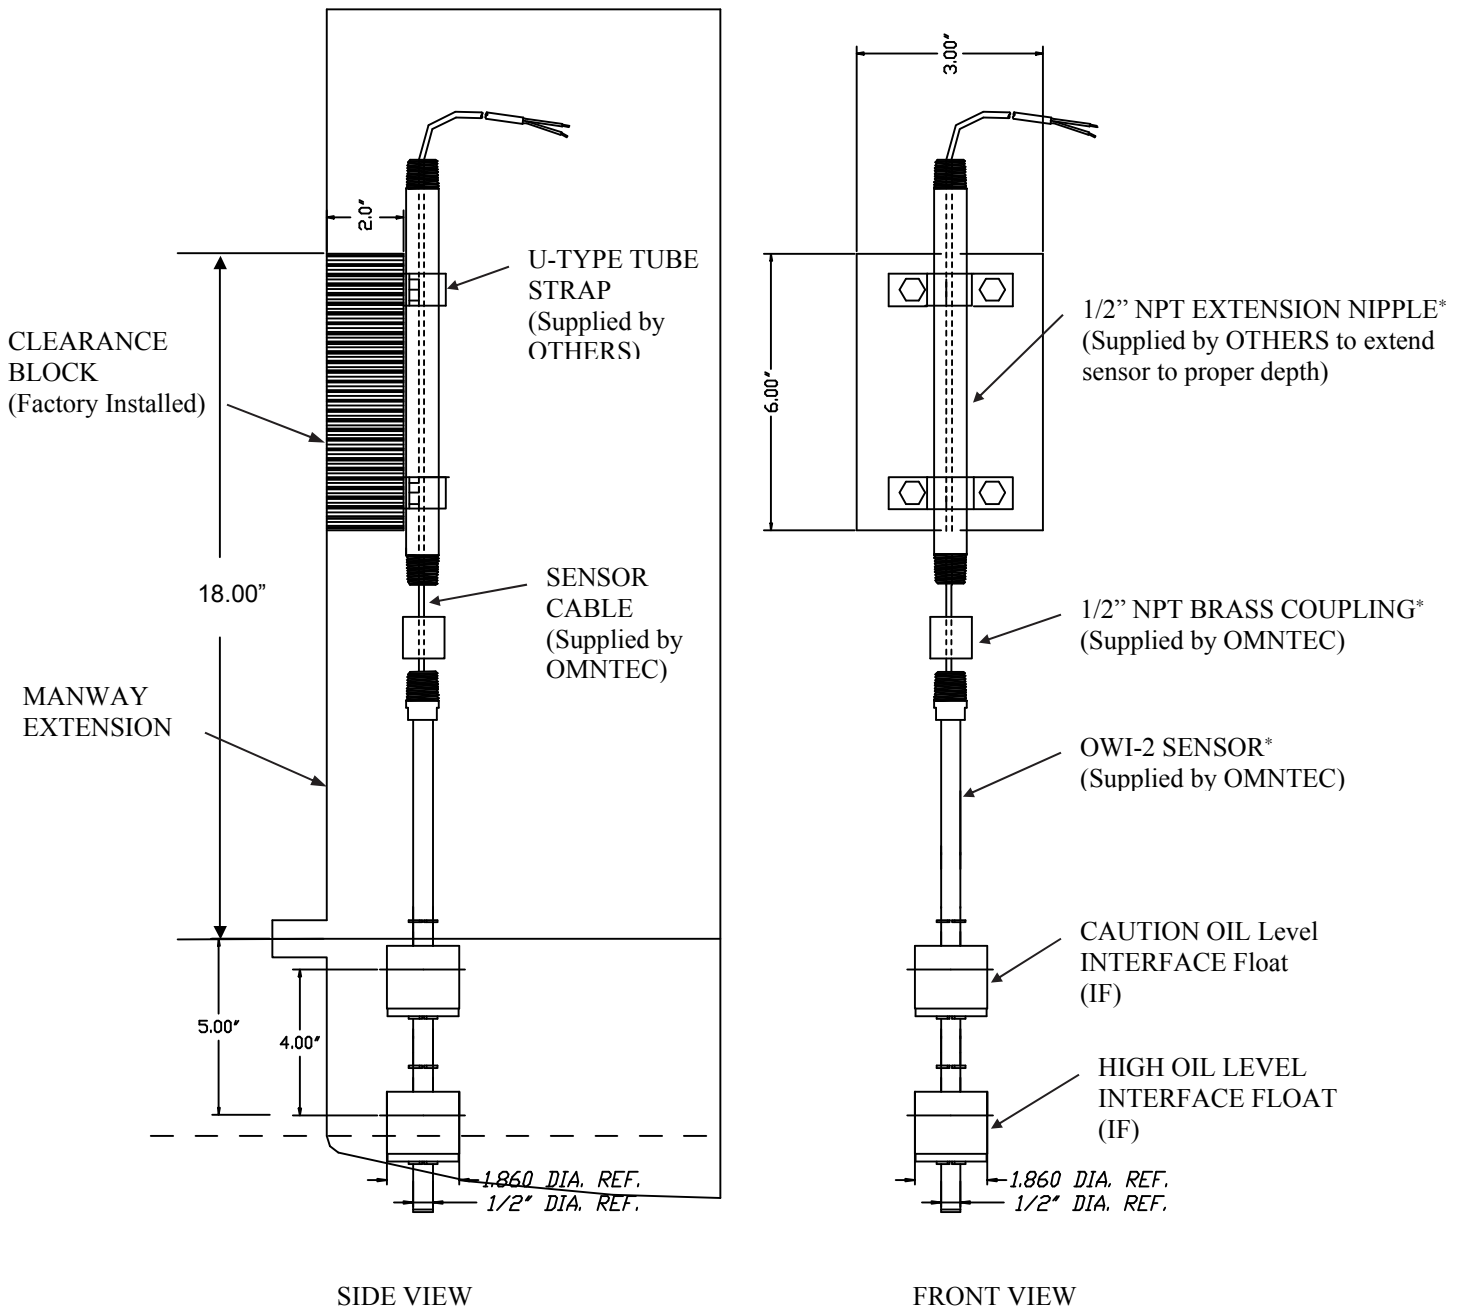 3.00"
2.0"
U-TYPE TUBE
STRAP
(Supplied by
OTHERS)
CLEARANCE
BLOCK
(Factory Installed)
1/2” NPT EXTENSION NIPPLE*
(Supplied by OTHERS to extend
sensor to proper depth)
6.00"
18.00”
SENSOR
CABLE
(Supplied by
OMNTEC)
1/2” NPT BRASS COUPLING*
(Supplied by OMNTEC)
MANWAY
EXTENSION
OWI-2 SENSOR*
(Supplied by OMNTEC)
CAUTION OIL Level
INTERFACE Float
(IF)
5.00"
4.00"
HIGH OIL LEVEL
INTERFACE FLOAT
(IF)
1.860 DIA. REF.
1/2" DIA. REF.
1.860 DIA. REF.
1/2" DIA. REF.
SIDE VIEW
FRONT VIEW